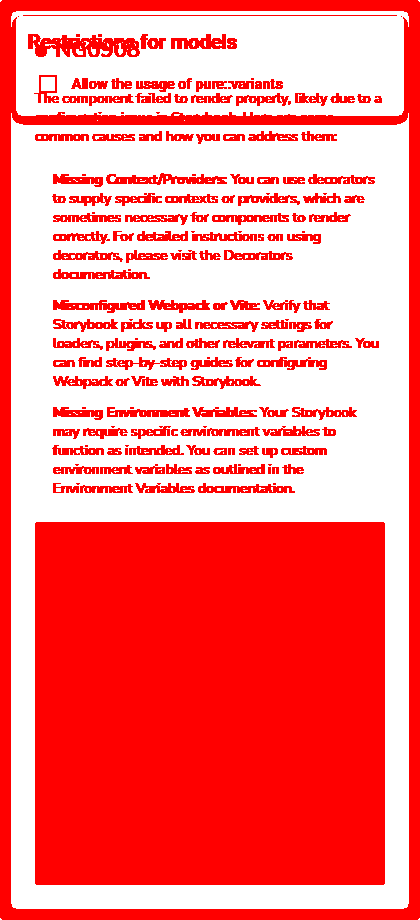 Restrictions for models
NG0908
Allow the usage of pure::variants
The component failed to render properly, likely due to a
configuration issue in Storybook. Here are some
common causes and how you can address them:
Missing Context/Providers: You can use decorators
to supply specific contexts or providers, which are
sometimes necessary for components to render
correctly. For detailed instructions on using
decorators, please visit the Decorators
documentation.
Misconfigured Webpack or Vite: Verify that
Storybook picks up all necessary settings for
loaders, plugins, and other relevant parameters. You
can find step-by-step guides for configuring
Webpack or Vite with Storybook.
Missing Environment Variables: Your Storybook
may require specific environment variables to
function as intended. You can set up custom
environment variables as outlined in the
Environment Variables documentation.